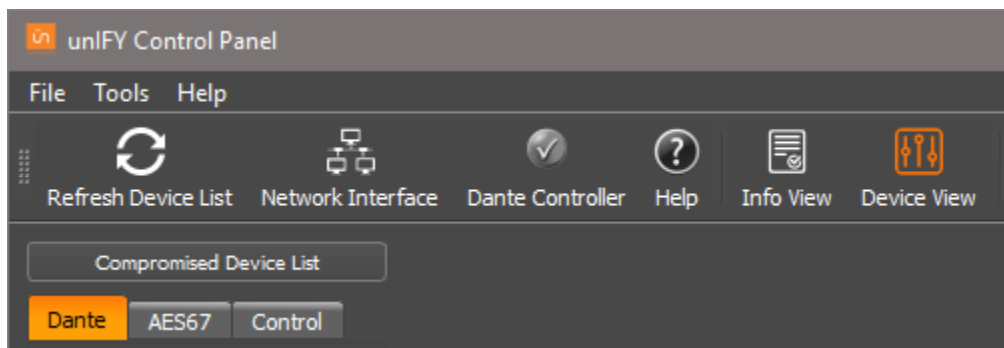 ūn unIFY Control Panel
File Tools Help
Refresh Device List Network Interface Dante Controller Help Info View Device View
Compromised Device List
Dante AES67 Control